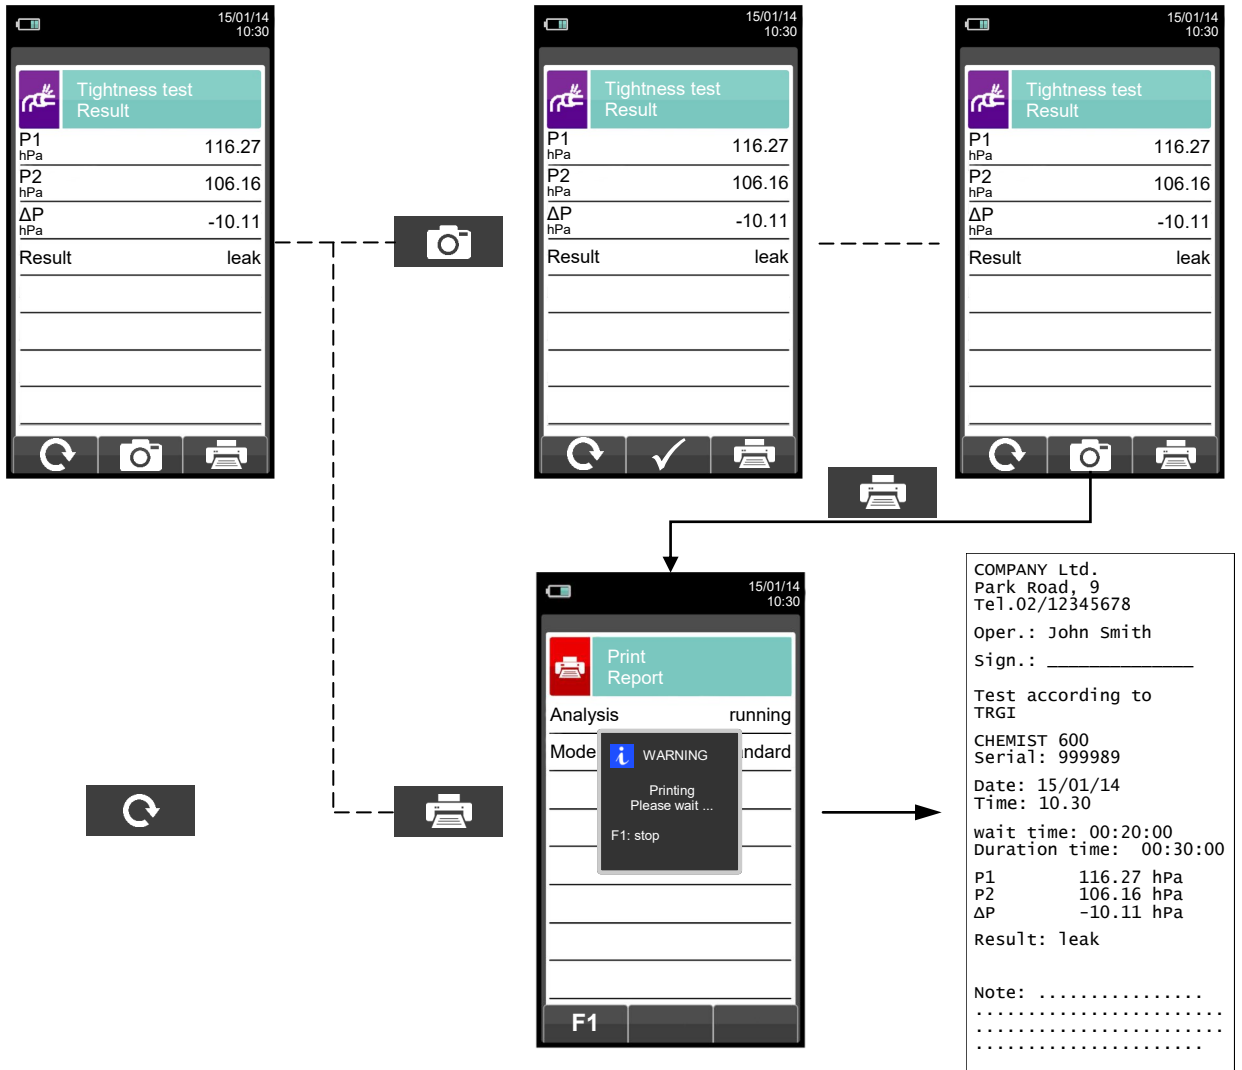 15/01/14
10:30
Tightness test
Result
P1
hPa
116.27
P2
hPa
106.16
ΔP
hPa
-10.11
Result leak
15/01/14
10:30
Tightness test
Result
P1
hPa
116.27
P2
hPa
106.16
ΔP
hPa
-10.11
Result leak
15/01/14
10:30
Tightness test
Result
P1
hPa
116.27
P2
hPa
106.16
ΔP
hPa
-10.11
Result leak
15/01/14
10:30
Print
Report
Analysis running
Mode ndard
i WARNING
Printing
Please wait ...
F1: stop
F1
COMPANY Ltd.
Park Road, 9
Tel.02/12345678
Oper.: John Smith
Sign.: ______________
Test according to
TRGI
CHEMIST 600
Serial: 999989
Date: 15/01/14
Time: 10.30
wait time: 00:20:00
Duration time: 00:30:00
P1 116.27 hPa
P2 106.16 hPa
ΔP -10.11 hPa
Result: leak
Note: ................
........................
........................
......................